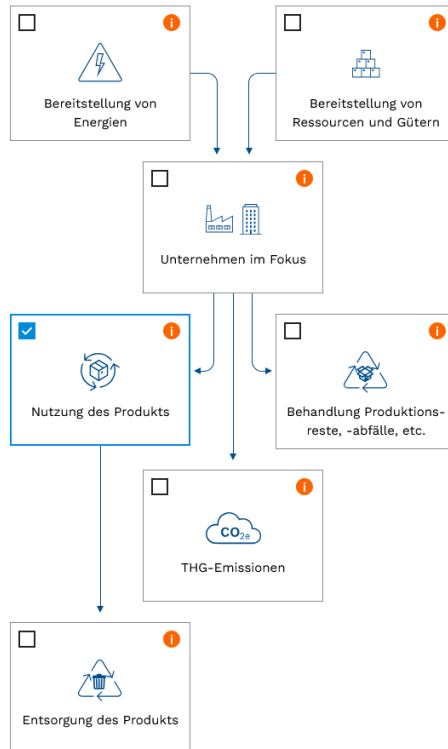 Bereitstellung von
Energien
Bereitstellung von
Ressourcen und Gütern
Unternehmen im Fokus
Nutzung des Produkts
Behandlung Produktions-
reste, -abfälle, etc.
CO2e
THG-Emissionen
Entsorgung des Produkts